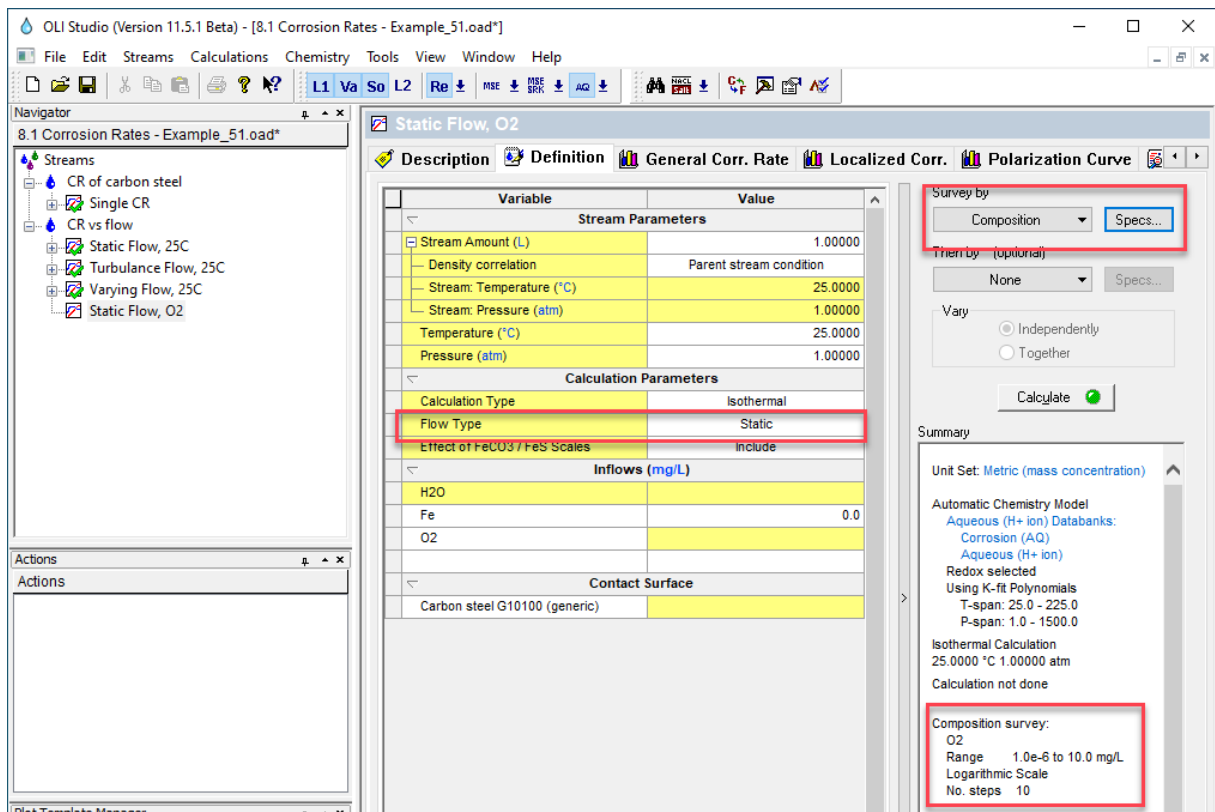 OLI Studio (Version 11.5.1 Beta) - [8.1 Corrosion Rates - Example_51.oad*]
File Edit Streams Calculations Chemistry Tools View Window Help
L1 Va So L2 Re MSE MSE SRK AQ NACL
Navigator
8.1 Corrosion Rates - Example_51.oad*
Streams
CR of carbon steel
Single CR
CR vs flow
Static Flow, 25C
Turbulance Flow, 25C
Varying Flow, 25C
Static Flow, O2
Actions
Actions
Static Flow, O2
Description Definition General Corr. Rate Localized Corr. Polarization Curve
Variable Value
Stream Parameters
Stream Amount (L) 1.00000
Density correlation Parent stream condition
Stream: Temperature (°C) 25.0000
Stream: Pressure (atm) 1.00000
Temperature (°C) 25.0000
Pressure (atm) 1.00000
Calculation Parameters
Calculation Type Isothermal
Flow Type Static
Effect of FeCO3 / FeS Scales Include
Inflows (mg/L)
H2O
Fe 0.0
O2
Contact Surface
Carbon steel G10100 (generic)
Survey by
Composition Specs...
Then by (optional)
None Specs...
Vary
Independently
Together
Calculate
Summary
Unit Set: Metric (mass concentration)
Automatic Chemistry Model
Aqueous (H+ ion) Databanks:
Corrosion (AQ)
Aqueous (H+ ion)
Redox selected
Using K-fit Polynomials
T-span: 25.0 - 225.0
P-span: 1.0 - 1500.0
Isothermal Calculation
25.0000 °C 1.00000 atm
Calculation not done
Composition survey:
O2
Range 1.0e-6 to 10.0 mg/L
Logarithmic Scale
No. steps 10